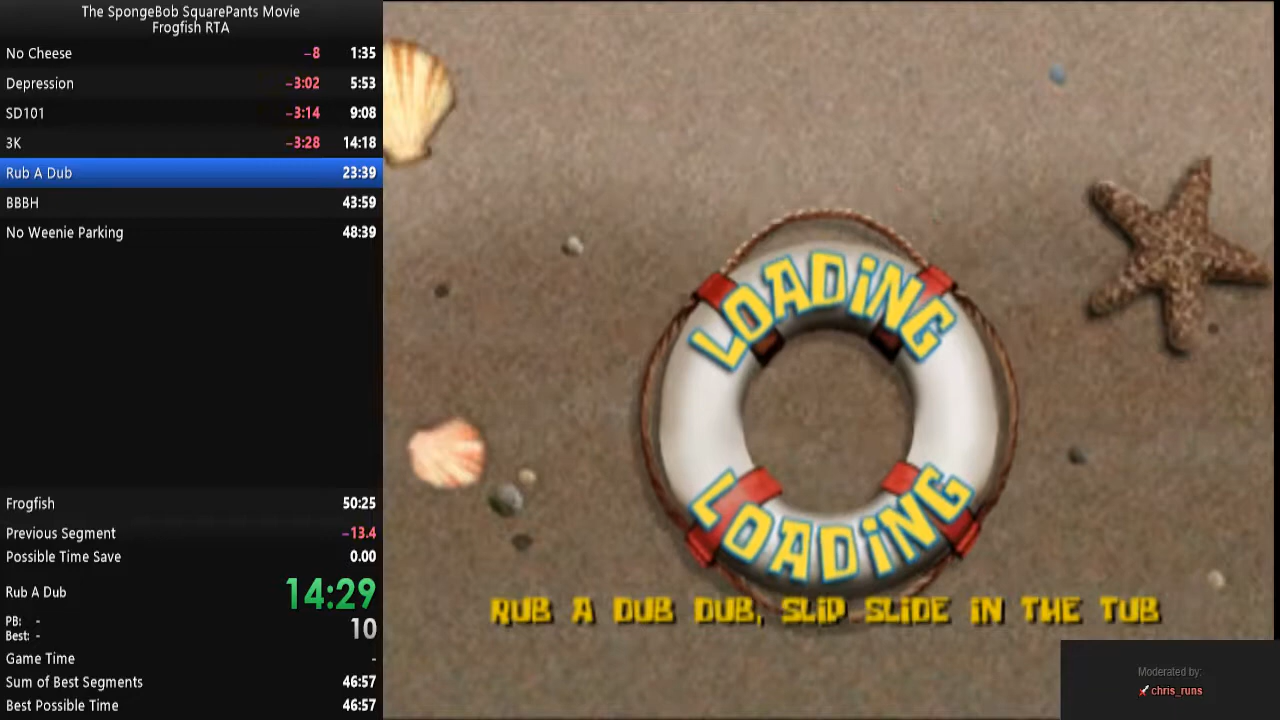 The SpongeBob SquarePants Movie
Frogfish RTA
No Cheese −8 1:35
Depression −3:02 5:53
SD101 −3:14 9:08
3K −3:28 14:18
Rub A Dub 23:39
BBBH 43:59
No Weenie Parking 48:39
Frogfish 50:25
Previous Segment −13.4
Possible Time Save 0.00
Rub A Dub 14:29
PB: -
Best: - 10
Game Time -
Sum of Best Segments 46:57
Best Possible Time 46:57
LOADING
LOADING
RUB A DUB DUB, SLIP SLIDE IN THE TUB
Moderated by:
chris_runs